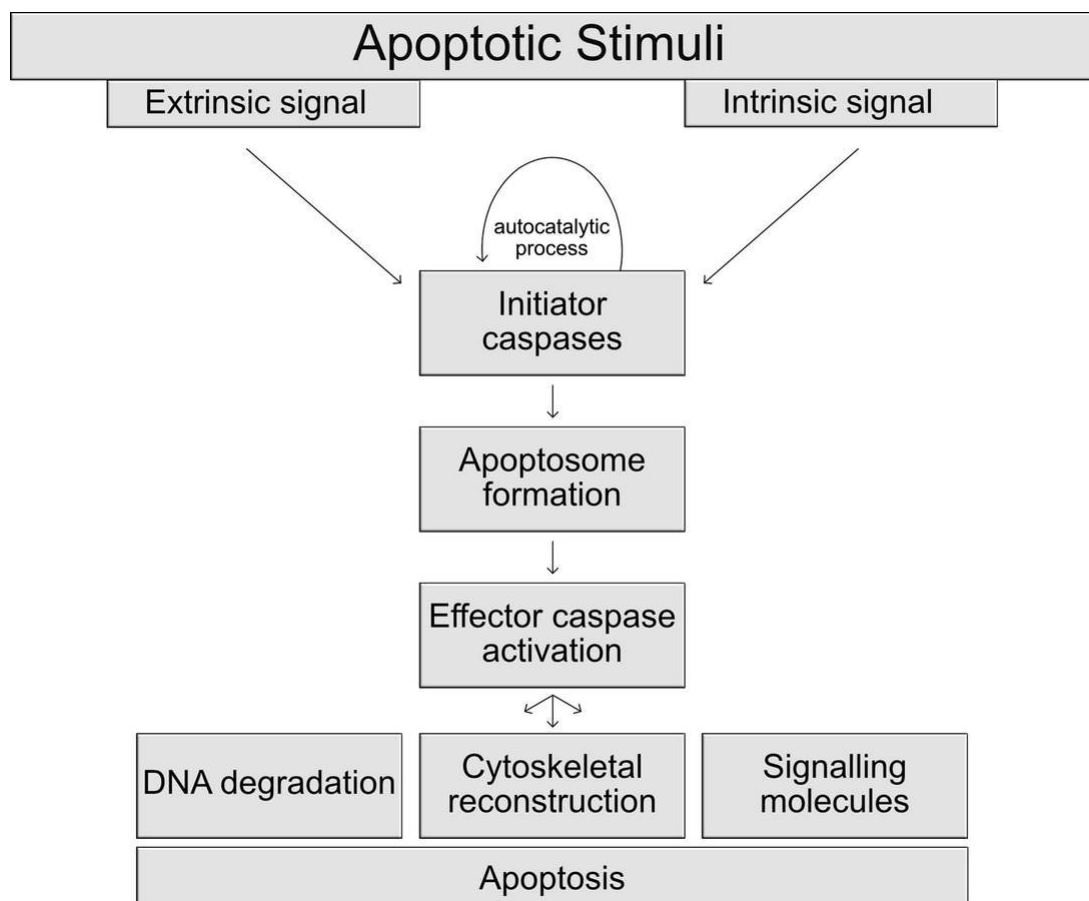 Apoptotic Stimuli
Extrinsic signal
Intrinsic signal
autocatalytic
process
Initiator
caspases
Apoptosome
formation
Effector caspase
activation
DNA degradation
Cytoskeletal
reconstruction
Signalling
molecules
Apoptosis